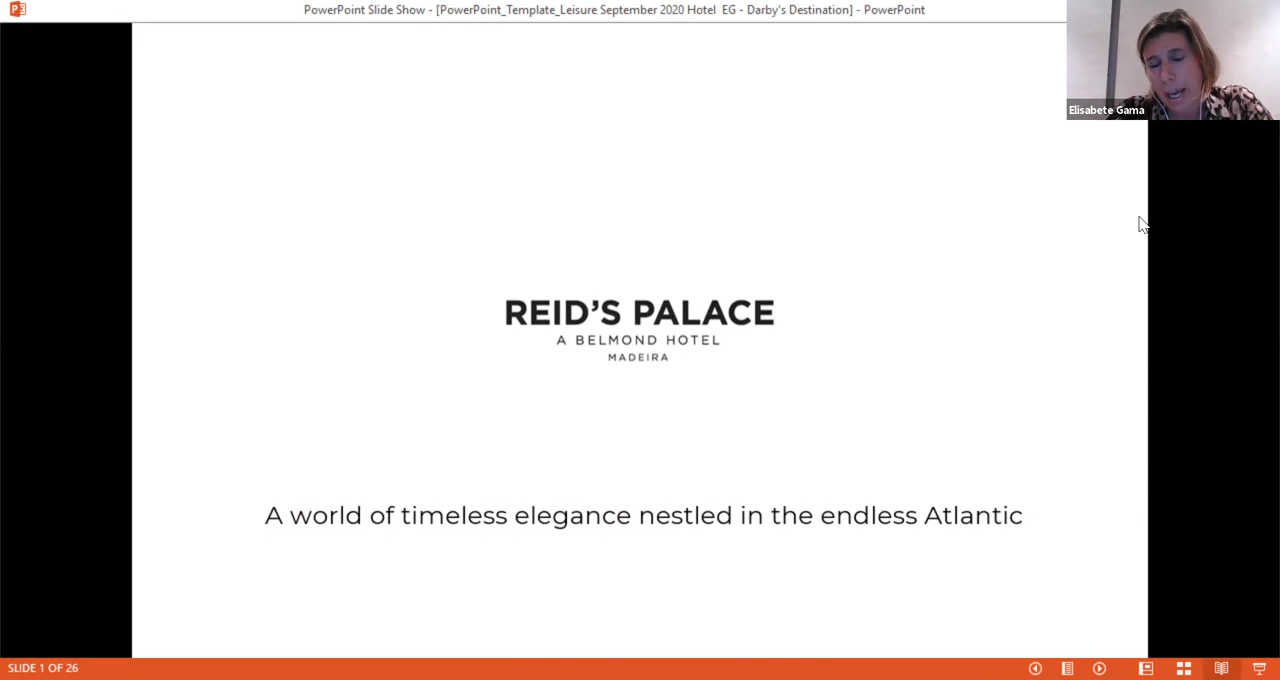 PowerPoint Slide Show - [PowerPoint_Template_Leisure September 2020 Hotel  EG - Darby's Destination] - PowerPoint
Elisabete Gama
REID'S PALACE
A BELMOND HOTEL
MADEIRA
A world of timeless elegance nestled in the endless Atlantic
SLIDE 1 OF 26